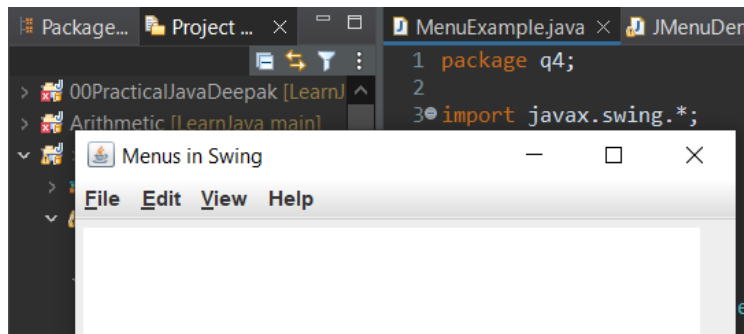 Package... Project ... MenuExample.java JMenuDer
1 package q4;
2
00PracticalJavaDeepak [LearnJ
3 import javax.swing.*;
Arithmetic [LearnJava main]
Menus in Swing
File Edit View Help
e